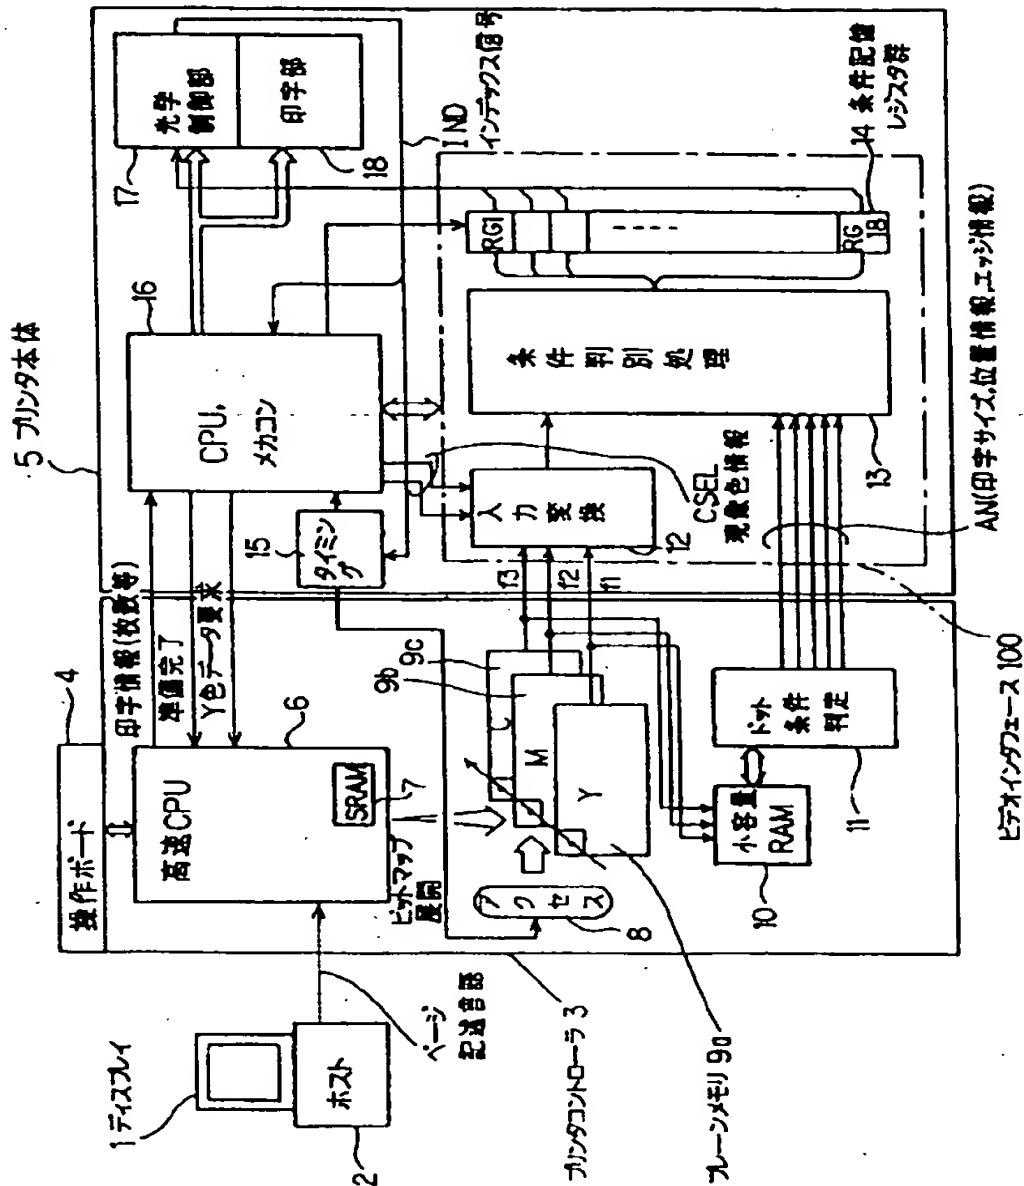 1 ディスプレイ
ホスト
2
ページ
記述言語
プリンタコントローラ 3
プレーンメモリ 9a
操作ボード
4
高速CPU
6
SRAM
7
ビットマップ
展開
アクセス
8
C
M
Y
9b
9c
小容量
RAM
10
ドット
条件
判定
11
印字情報(枚数等)
準備完了
Y色データ要求
5 プリンタ本体
CPU,
メカコン
16
タイミング
15
光学
制御部
17
印字部
18
IND
インデックス信号
入力変換
12
f3
f2
f1
CSEL
現像色情報
条件判別処理
13
RG1
RG
18
14 条件記憶
レジスタ群
AN(印字サイズ,位置情報,エッジ情報)
ビデオインタフェース 100